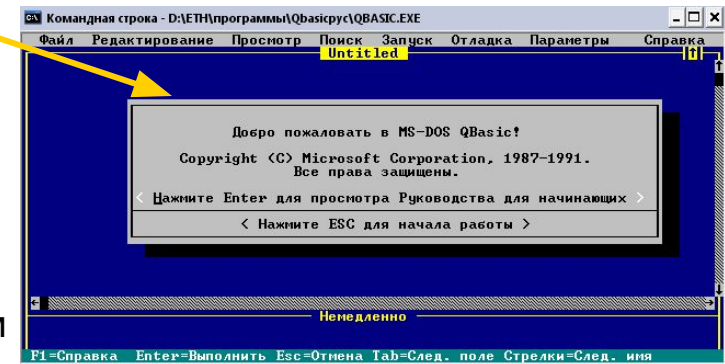 Командная строка - D:\ETH\программы\Qbasicрус\QBASIC.EXE
Файл Редактирование Просмотр Поиск Запуск Отладка Параметры Справка
Untitled
Добро пожаловать в MS-DOS QBasic!
Copyright (C) Microsoft Corporation, 1987-1991.
Все права защищены.
< Нажмите Enter для просмотра Руководства для начинающих >
< Нажмите ESC для начала работы >
Немедленно
и
F1=Справка Enter=Выполнить Esc=Отмена Tab=След. поле Стрелки=След. имя